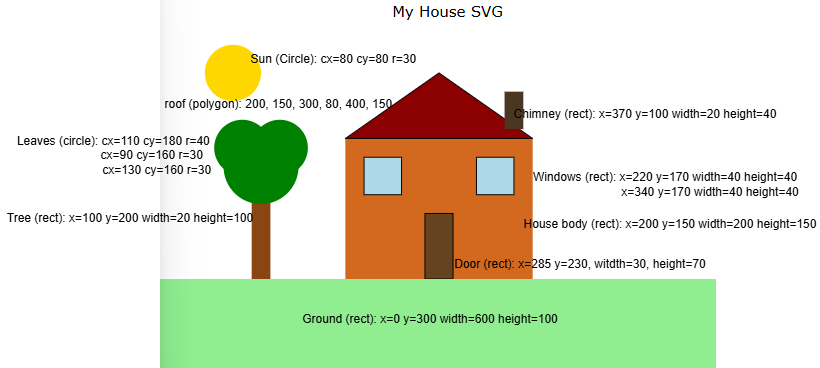 My House SVG
Sun (Circle): cx=80 cy=80 r=30
roof (polygon): 200, 150, 300, 80, 400, 150
Chimney (rect): x=370 y=100 width=20 height=40
Leaves (circle): cx=110 cy=180 r=40
cx=90 cy=160 r=30
cx=130 cy=160 r=30
Windows (rect): x=220 y=170 width=40 height=40
x=340 y=170 width=40 height=40
Tree (rect): x=100 y=200 width=20 height=100
House body (rect): x=200 y=150 width=200 height=150
Door (rect): x=285 y=230, witdth=30, height=70
Ground (rect): x=0 y=300 width=600 height=100